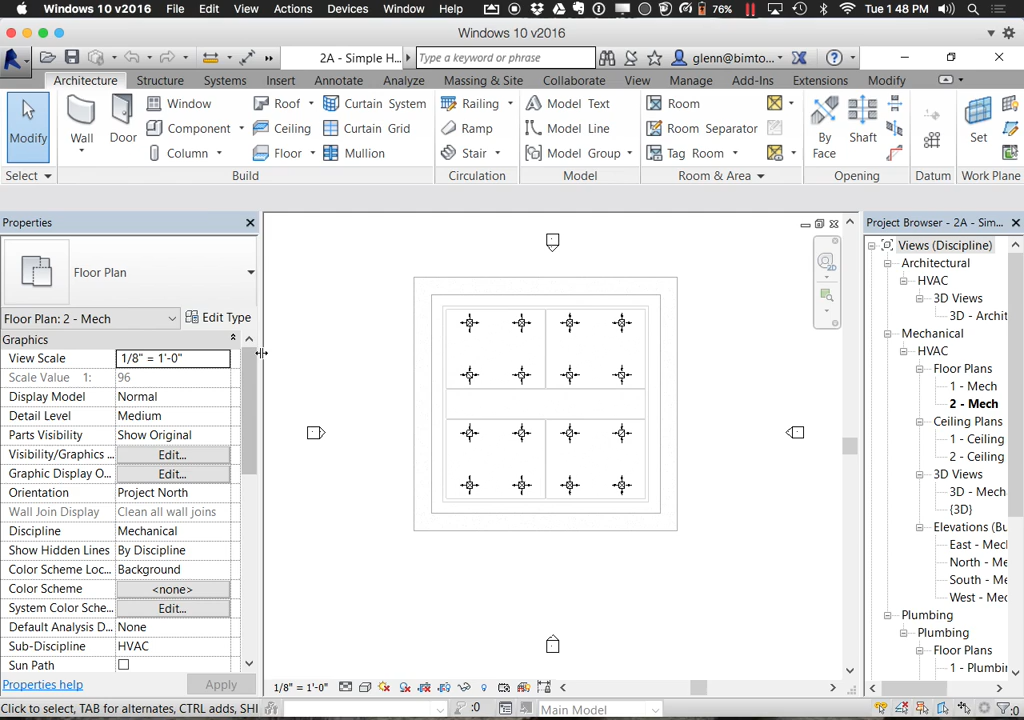 Windows 10 v2016 File Edit View Actions Devices Window Help 76% Tue 1 48 PM
Windows 10 v2016
2A - Simple H... Type a keyword or phrase glenn@bimto...
Architecture Structure Systems Insert Annotate Analyze Massing & Site Collaborate View Manage Add-Ins Extensions Modify
Modify Wall Door Window Component Column Roof Ceiling Floor Curtain System Curtain Grid Mullion Railing Ramp Stair Model Text Model Line Model Group Room Room Separator Tag Room By Face Shaft Set
Select Build Circulation Model Room & Area Opening Datum Work Plane
Properties
Floor Plan
Floor Plan: 2 - Mech Edit Type
Graphics
View Scale 1/8" = 1'-0"
Scale Value 1: 96
Display Model Normal
Detail Level Medium
Parts Visibility Show Original
Visibility/Graphics ... Edit...
Graphic Display O... Edit...
Orientation Project North
Wall Join Display Clean all wall joins
Discipline Mechanical
Show Hidden Lines By Discipline
Color Scheme Loc... Background
Color Scheme <none>
System Color Sche... Edit...
Default Analysis D... None
Sub-Discipline HVAC
Sun Path
Properties help Apply
1/8" = 1'-0"
Project Browser - 2A - Sim...
Views (Discipline)
Architectural
HVAC
3D Views
3D - Archit
Mechanical
HVAC
Floor Plans
1 - Mech
2 - Mech
Ceiling Plans
1 - Ceiling
2 - Ceiling
3D Views
3D - Mech
{3D}
Elevations (Bu
East - Mecl
North - Me
South - Me
West - Med
Plumbing
Plumbing
Floor Plans
1 - Plumbi
Click to select, TAB for alternates, CTRL adds, SHI :0 Main Model :0